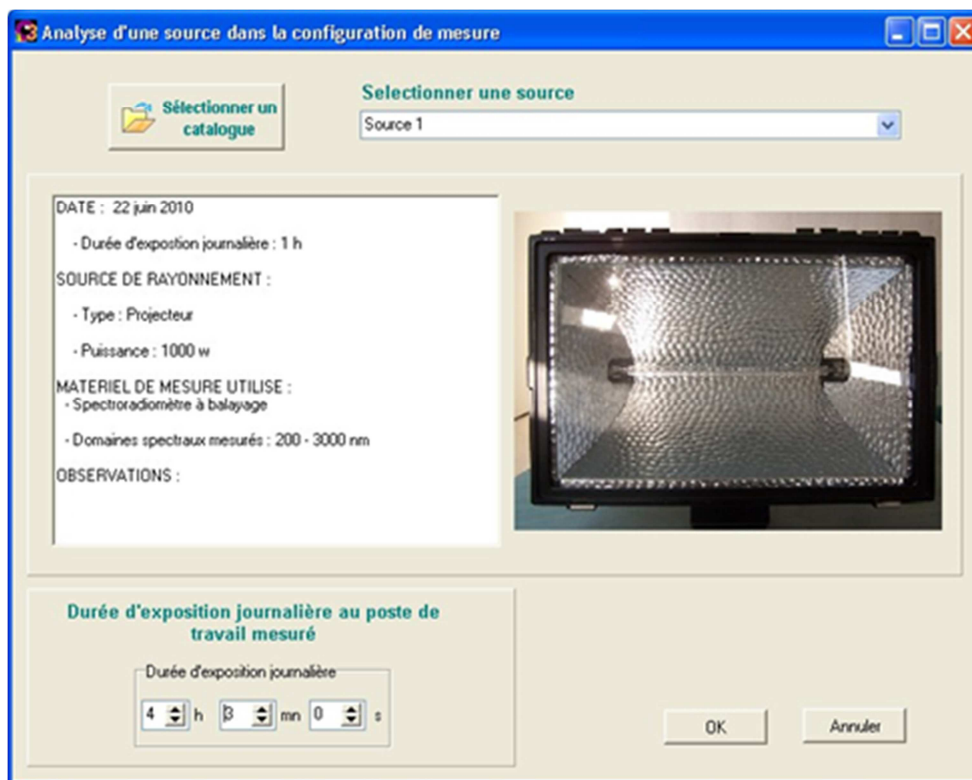 Analyse d'une source dans la configuration de mesure
Sélectionner un
catalogue
Selectionner une source
Source 1
DATE : 22 juin 2010
- Durée d'expostion journalière : 1 h
SOURCE DE RAYONNEMENT :
- Type : Projecteur
- Puissance : 1000 w
MATERIEL DE MESURE UTILISE :
- Spectroradiomètre à balayage
- Domaines spectraux mesurés : 200 - 3000 nm
OBSERVATIONS :
Durée d'exposition journalière au poste de
travail mesuré
Durée d'exposition journalière
4 h 3 mn 0 s
OK
Annuler